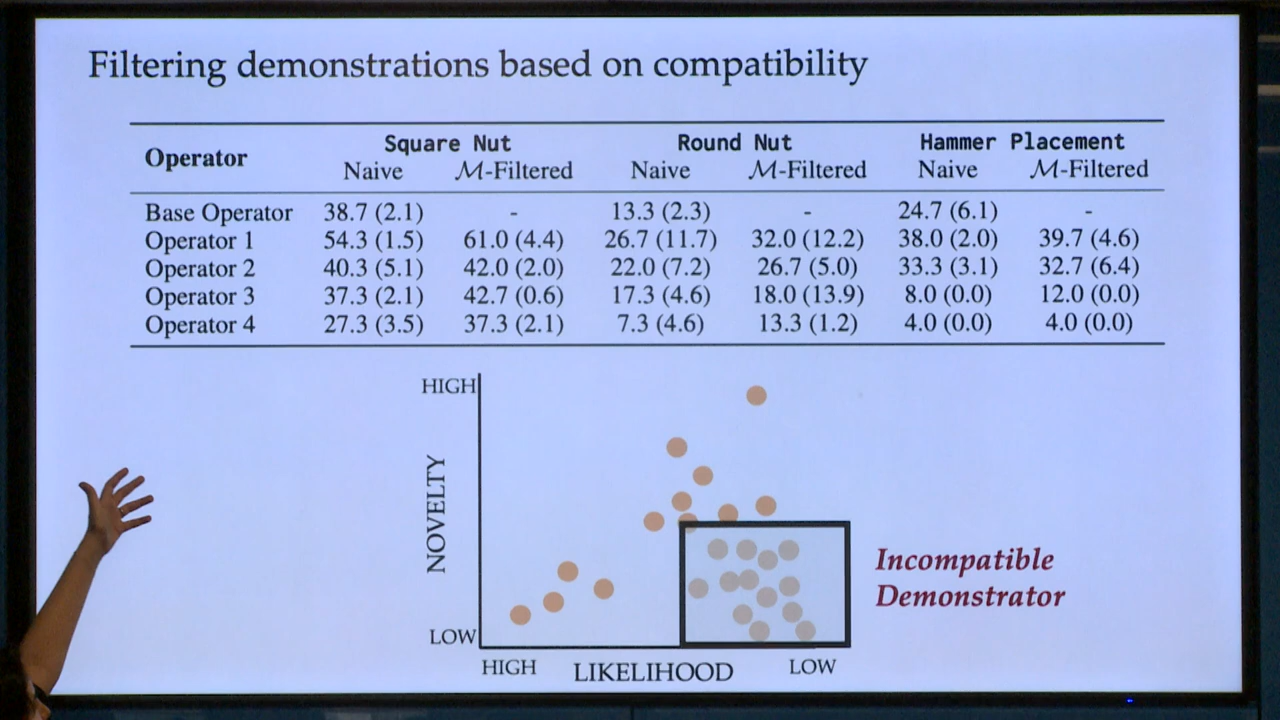 Filtering demonstrations based on compatibility
Operator Square Nut Round Nut Hammer Placement
Naive ℳ-Filtered Naive ℳ-Filtered Naive ℳ-Filtered
Base Operator 38.7 (2.1) - 13.3 (2.3) - 24.7 (6.1) -
Operator 1 54.3 (1.5) 61.0 (4.4) 26.7 (11.7) 32.0 (12.2) 38.0 (2.0) 39.7 (4.6)
Operator 2 40.3 (5.1) 42.0 (2.0) 22.0 (7.2) 26.7 (5.0) 33.3 (3.1) 32.7 (6.4)
Operator 3 37.3 (2.1) 42.7 (0.6) 17.3 (4.6) 18.0 (13.9) 8.0 (0.0) 12.0 (0.0)
Operator 4 27.3 (3.5) 37.3 (2.1) 7.3 (4.6) 13.3 (1.2) 4.0 (0.0) 4.0 (0.0)
HIGH
NOVELTY
LOW
HIGH LIKELIHOOD LOW
Incompatible
Demonstrator